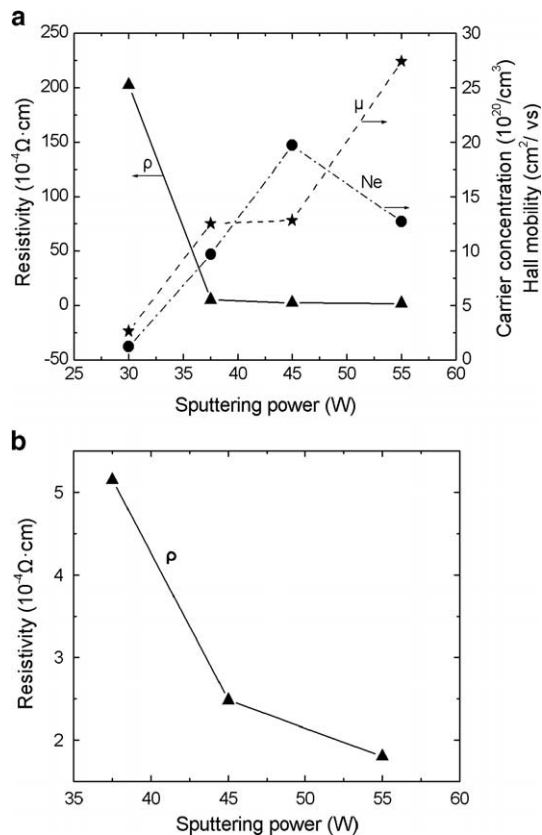 a
250
200
150
100
50
0
-50
30
25
20
15
10
5
0
25 30 35 40 45 50 55 60
Resistivity (10⁻⁴Ω·cm)
Carrier concentration (10²⁰/cm³)
Hall mobility (cm²/ vs)
ρ
μ
Ne
Sputtering power (W)
b
5
4
3
2
35 40 45 50 55 60
Resistivity (10⁻⁴Ω·cm)
ρ
Sputtering power (W)